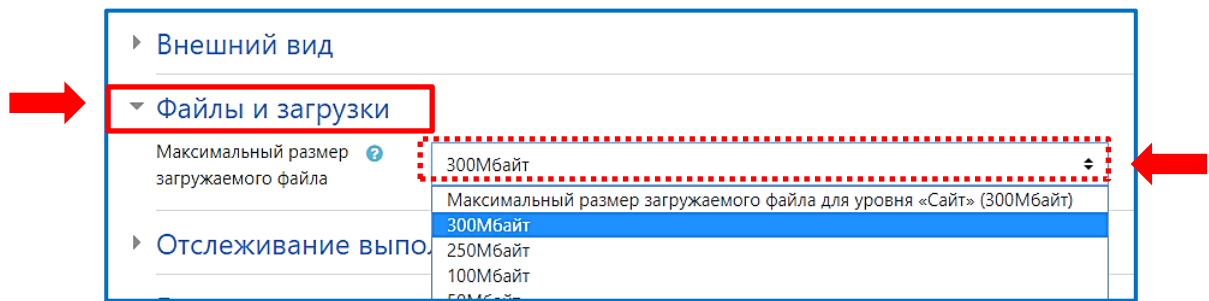 Внешний вид
Файлы и загрузки
Максимальный размер
загружаемого файла
300Мбайт
Максимальный размер загружаемого файла для уровня «Сайт» (300Мбайт)
300Мбайт
250Мбайт
100Мбайт
Отслеживание